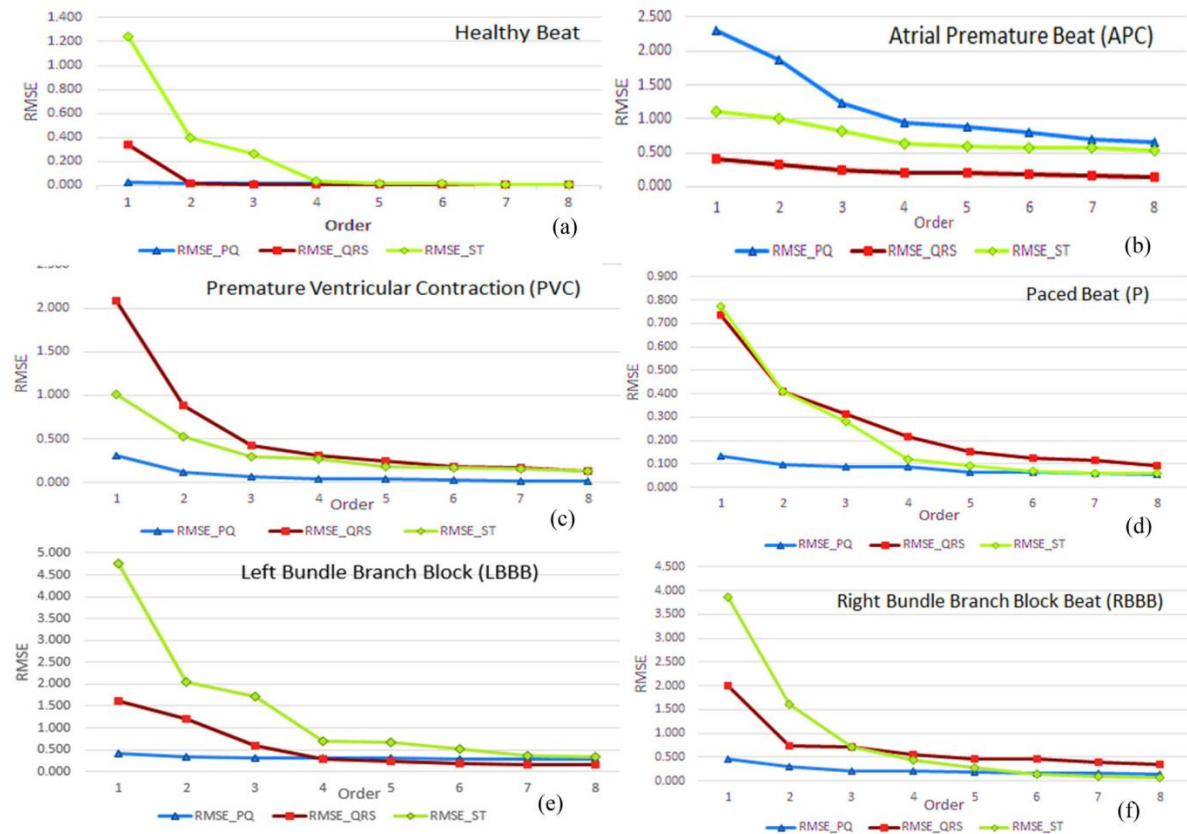 1.400
Healthy Beat
1.200
1.000
0.800
RMSE
0.600
0.400
0.200
0.000
1 2 3 4 5 6 7 8
Order
(a)
RMSE_PQ RMSE_QRS RMSE_ST
2.500
Atrial Premature Beat (APC)
2.000
1.500
RMSE
1.000
0.500
0.000
1 2 3 4 5 6 7 8
Order
(b)
RMSE_PQ RMSE_QRS RMSE_ST
Premature Ventricular Contraction (PVC)
2.000
1.500
RMSE
1.000
0.500
0.000
1 2 3 4 5 6 7 8
Order
(c)
RMSE_PQ RMSE_QRS RMSE_ST
0.900
Paced Beat (P)
0.800
0.700
0.600
RMSE
0.500
0.400
0.300
0.200
0.100
0.000
1 2 3 4 5 6 7 8
Order
(d)
RMSE_PQ RMSE_QRS RMSE_ST
5.000
Left Bundle Branch Block (LBBB)
4.500
4.000
3.500
3.000
RMSE
2.500
2.000
1.500
1.000
0.500
0.000
1 2 3 4 5 6 7 8
Order
(e)
RMSE_PQ RMSE_QRS RMSE_ST
4.500
Right Bundle Branch Block Beat (RBBB)
4.000
3.500
3.000
RMSE
2.500
2.000
1.500
1.000
0.500
0.000
1 2 3 4 5 6 7 8
Order
(f)
RMSE_PQ RMSE_QRS RMSE_ST